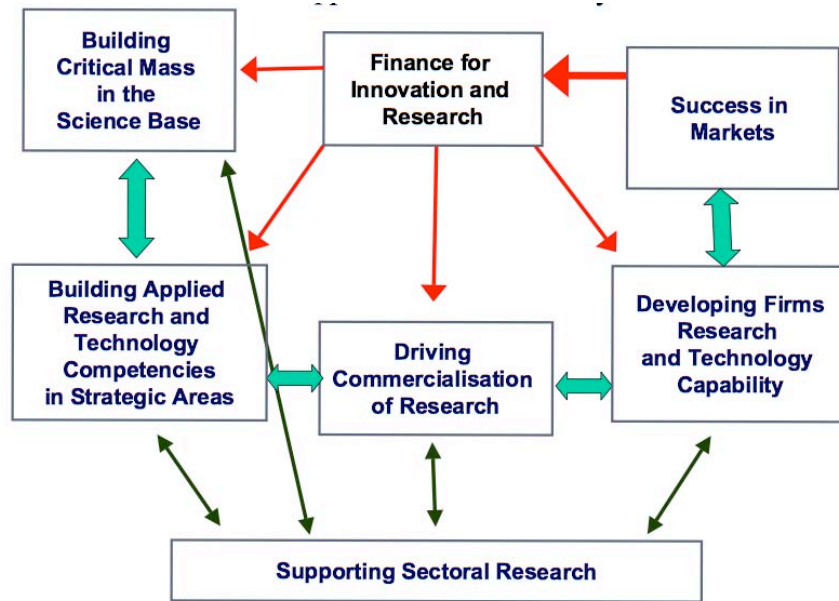 Building
Critical Mass
in the
Science Base
Finance for
Innovation and
Research
Success in
Markets
Building Applied
Research and
Technology
Competencies
in Strategic Areas
Driving
Commercialisation
of Research
Developing Firms
Research
and Technology
Capability
Supporting Sectoral Research